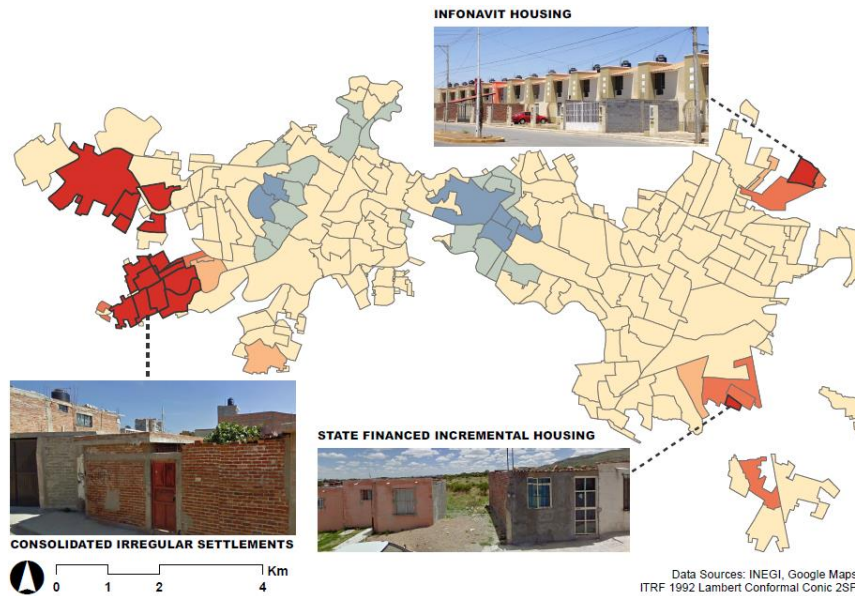 INFONAVIT HOUSING
STATE FINANCED INCREMENTAL HOUSING
CONSOLIDATED IRREGULAR SETTLEMENTS
Km
0 1 2 4
Data Sources: INEGI, Google Maps
ITRF 1992 Lambert Conformal Conic 2SP